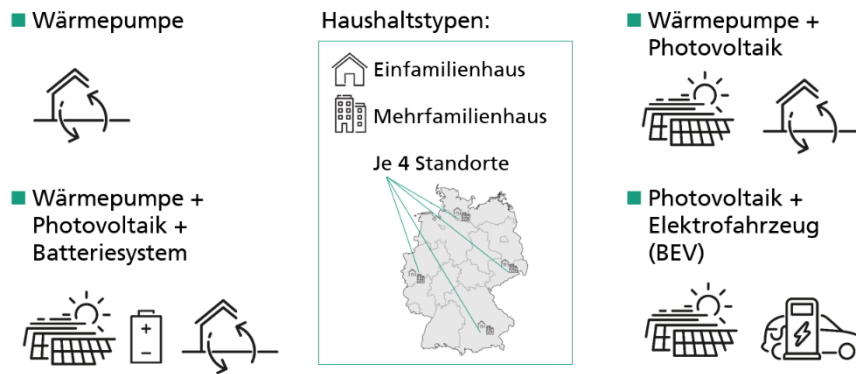 Wärmepumpe
Haushaltstypen:
Einfamilienhaus
Mehrfamilienhaus
Je 4 Standorte
Wärmepumpe +
Photovoltaik
Wärmepumpe +
Photovoltaik +
Batteriesystem
Photovoltaik +
Elektrofahrzeug
(BEV)